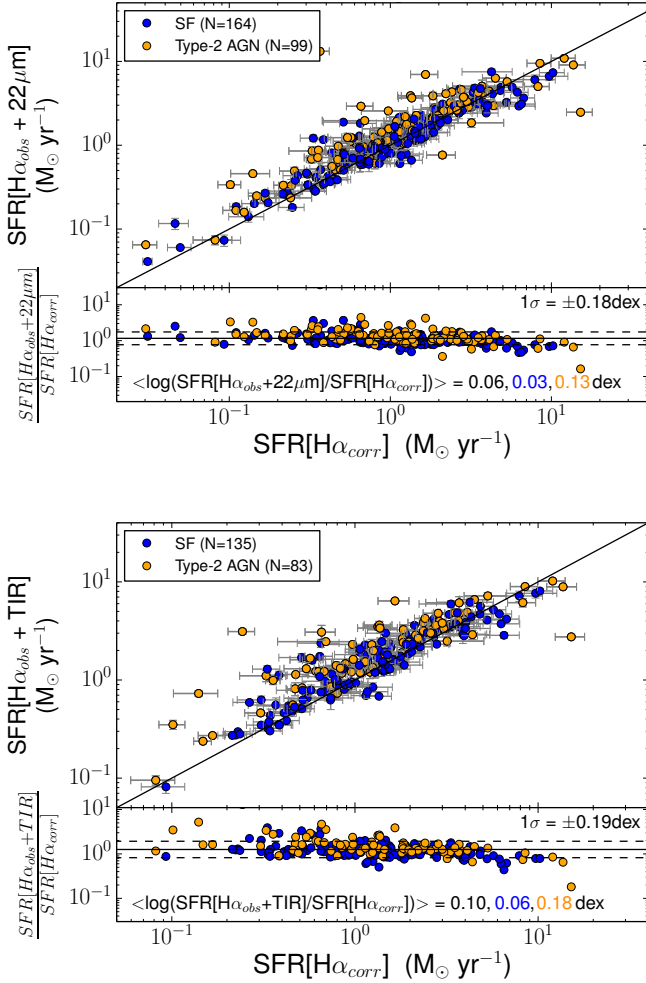 SF (N=164)
Type-2 AGN (N=99)
SFR[Hα_obs + 22μm]
(M⊙ yr⁻¹)
10¹
10⁰
10⁻¹
SFR[Hα_obs+22μm]
SFR[Hα_corr]
10¹
10⁰
10⁻¹
1σ = ±0.18dex
<log(SFR[Hα_obs+22μm]/SFR[Hα_corr])> = 0.06, 0.03, 0.13 dex
10⁻¹ 10⁰ 10¹
SFR[Hα_corr] (M⊙ yr⁻¹)
SF (N=135)
Type-2 AGN (N=83)
SFR[Hα_obs + TIR]
(M⊙ yr⁻¹)
10¹
10⁰
10⁻¹
SFR[Hα_obs+TIR]
SFR[Hα_corr]
10¹
10⁰
10⁻¹
1σ = ±0.19dex
<log(SFR[Hα_obs+TIR]/SFR[Hα_corr])> = 0.10, 0.06, 0.18 dex
10⁻¹ 10⁰ 10¹
SFR[Hα_corr] (M⊙ yr⁻¹)